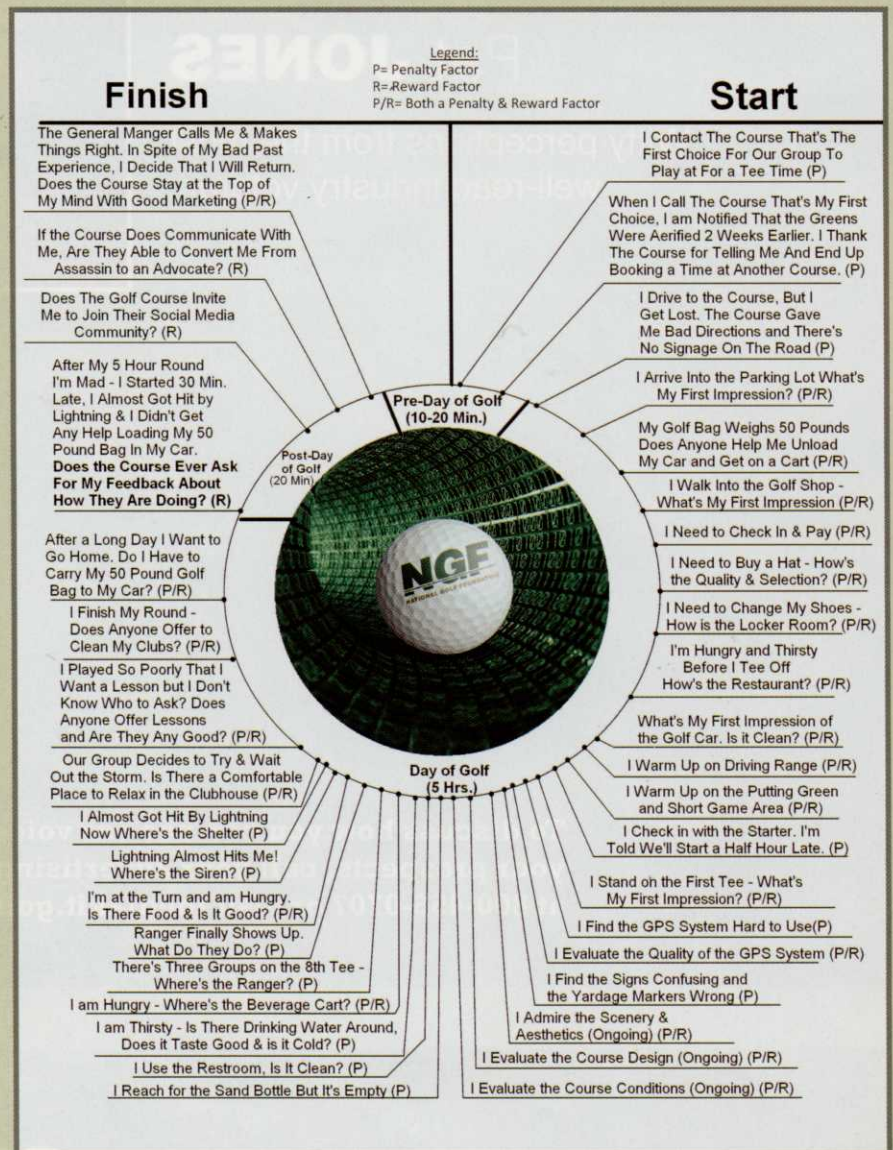 Legend:
P= Penalty Factor
R= Reward Factor
P/R= Both a Penalty & Reward Factor
Finish
Start
I Contact The Course That's The
First Choice For Our Group To
Play at For a Tee Time (P)
When I Call The Course That's My First
Choice, I am Notified That the Greens
Were Aerified 2 Weeks Earlier. I Thank
The Course for Telling Me And End Up
Booking a Time at Another Course. (P)
I Drive to the Course, But I
Get Lost. The Course Gave
Me Bad Directions and There's
No Signage On The Road (P)
I Arrive Into the Parking Lot What's
My First Impression? (P/R)
My Golf Bag Weighs 50 Pounds
Does Anyone Help Me Unload
My Car and Get on a Cart (P/R)
I Walk Into the Golf Shop -
What's My First Impression (P/R)
I Need to Check In & Pay (P/R)
I Need to Buy a Hat - How's
the Quality & Selection? (P/R)
I Need to Change My Shoes -
How is the Locker Room? (P/R)
I'm Hungry and Thirsty
Before I Tee Off
How's the Restaurant? (P/R)
What's My First Impression of
the Golf Car. Is it Clean? (P/R)
I Warm Up on Driving Range (P/R)
I Warm Up on the Putting Green
and Short Game Area (P/R)
I Check in with the Starter. I'm
Told We'll Start a Half Hour Late. (P)
I Stand on the First Tee - What's
My First Impression? (P/R)
I Find the GPS System Hard to Use(P)
I Evaluate the Quality of the GPS System (P/R)
I Find the Signs Confusing and
the Yardage Markers Wrong (P)
I Admire the Scenery &
Aesthetics (Ongoing) (P/R)
I Evaluate the Course Design (Ongoing) (P/R)
I Evaluate the Course Conditions (Ongoing) (P/R)
I Reach for the Sand Bottle But It's Empty (P)
I Use the Restroom, Is It Clean? (P)
I am Thirsty - Is There Drinking Water Around,
Does it Taste Good & is it Cold? (P)
I am Hungry - Where's the Beverage Cart? (P/R)
There's Three Groups on the 8th Tee -
Where's the Ranger? (P)
Ranger Finally Shows Up.
What Do They Do? (P)
I'm at the Turn and am Hungry.
Is There Food & Is it Good? (P/R)
Lightning Almost Hits Me!
Where's the Siren? (P)
I Almost Got Hit By Lightning
Now Where's the Shelter (P)
Our Group Decides to Try & Wait
Out the Storm. Is There a Comfortable
Place to Relax in the Clubhouse (P/R)
I Played So Poorly That I
Want a Lesson but I Don't
Know Who to Ask? Does
Anyone Offer Lessons
and Are They Any Good? (P/R)
I Finish My Round -
Does Anyone Offer to
Clean My Clubs? (P/R)
After a Long Day I Want to
Go Home. Do I Have to
Carry My 50 Pound Golf
Bag to My Car? (P/R)
After My 5 Hour Round
I'm Mad - I Started 30 Min.
Late, I Almost Got Hit by
Lightning & I Didn't Get
Any Help Loading My 50
Pound Bag In My Car.
Does the Course Ever Ask
For My Feedback About
How They Are Doing? (R)
Does The Golf Course Invite
Me to Join Their Social Media
Community? (R)
If the Course Does Communicate With
Me, Are They Able to Convert Me From
Assassin to an Advocate? (R)
The General Manger Calls Me & Makes
Things Right. In Spite of My Bad Past
Experience, I Decide That I Will Return.
Does the Course Stay at the Top of
My Mind With Good Marketing (P/R)
Pre-Day of Golf
(10-20 Min.)
Post-Day
of Golf
(20 Min)
NGF
NATIONAL GOLF FOUNDATION
Day of Golf
(5 Hrs.)